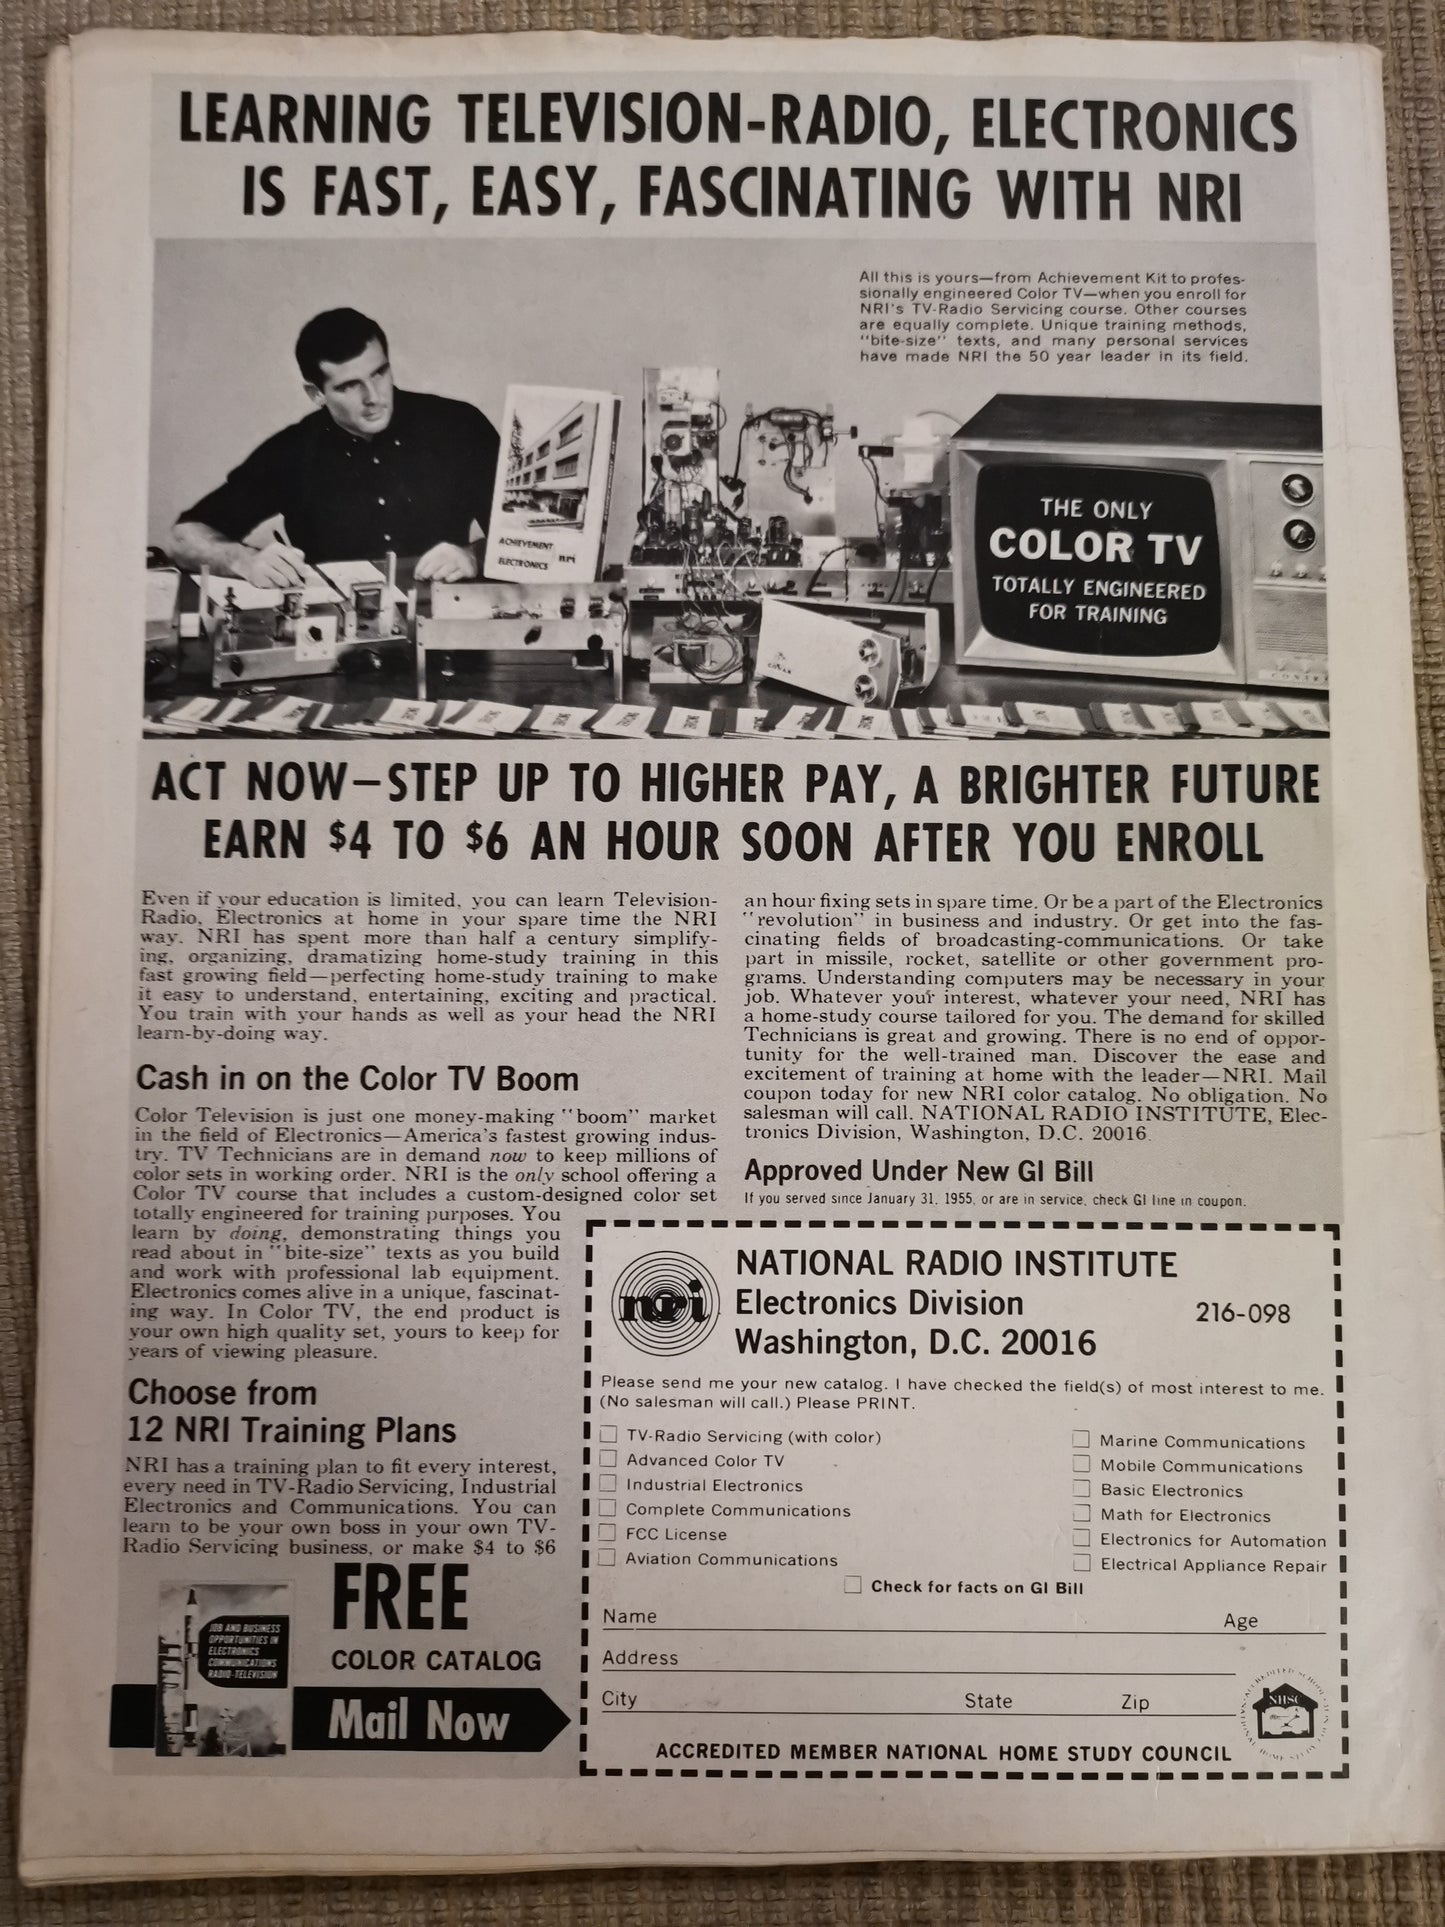 LEARNING TELEVISION-RADIO, ELECTRONICS
IS FAST, EASY, FASCINATING WITH NRI
All this is yours—from Achievement Kit to profes-
sionally engineered Color TV—when you enroll for
NRI's TV-Radio Servicing course. Other courses
are equally complete. Unique training methods,
"bite-size" texts, and many personal services
have made NRI the 50 year leader in its field.
ACHIEVEMENT
ELECTRONICS nri
THE ONLY
COLOR TV
TOTALLY ENGINEERED
FOR TRAINING
CONAR
ACT NOW—STEP UP TO HIGHER PAY, A BRIGHTER FUTURE
EARN $4 TO $6 AN HOUR SOON AFTER YOU ENROLL
Even if your education is limited, you can learn Television-
Radio, Electronics at home in your spare time the NRI
way. NRI has spent more than half a century simplify-
ing, organizing, dramatizing home-study training in this
fast growing field—perfecting home-study training to make
it easy to understand, entertaining, exciting and practical.
You train with your hands as well as your head the NRI
learn-by-doing way.
Cash in on the Color TV Boom
Color Television is just one money-making "boom" market
in the field of Electronics—America's fastest growing indus-
try. TV Technicians are in demand now to keep millions of
color sets in working order. NRI is the only school offering a
Color TV course that includes a custom-designed color set
totally engineered for training purposes. You
learn by doing, demonstrating things you
read about in "bite-size" texts as you build
and work with professional lab equipment.
Electronics comes alive in a unique, fascinat-
ing way. In Color TV, the end product is
your own high quality set, yours to keep for
years of viewing pleasure.
Choose from
12 NRI Training Plans
NRI has a training plan to fit every interest,
every need in TV-Radio Servicing, Industrial
Electronics and Communications. You can
learn to be your own boss in your own TV-
Radio Servicing business, or make $4 to $6
an hour fixing sets in spare time. Or be a part of the Electronics
"revolution" in business and industry. Or get into the fas-
cinating fields of broadcasting-communications. Or take
part in missile, rocket, satellite or other government pro-
grams. Understanding computers may be necessary in your
job. Whatever your interest, whatever your need, NRI has
a home-study course tailored for you. The demand for skilled
Technicians is great and growing. There is no end of oppor-
tunity for the well-trained man. Discover the ease and
excitement of training at home with the leader—NRI. Mail
coupon today for new NRI color catalog. No obligation. No
salesman will call. NATIONAL RADIO INSTITUTE, Elec-
tronics Division, Washington, D.C. 20016.
Approved Under New GI Bill
If you served since January 31, 1955, or are in service, check GI line in coupon.
JOB AND BUSINESS
OPPORTUNITIES IN
ELECTRONICS
COMMUNICATIONS
RADIO-TELEVISION
FREE
COLOR CATALOG
Mail Now
nri
NATIONAL RADIO INSTITUTE
Electronics Division 216-098
Washington, D.C. 20016
Please send me your new catalog. I have checked the field(s) of most interest to me.
(No salesman will call.) Please PRINT.
TV-Radio Servicing (with color)
Advanced Color TV
Industrial Electronics
Complete Communications
FCC License
Aviation Communications
Marine Communications
Mobile Communications
Basic Electronics
Math for Electronics
Electronics for Automation
Electrical Appliance Repair
Check for facts on GI Bill
Name Age
Address
City State Zip
NHSC
ACCREDITED MEMBER NATIONAL HOME STUDY COUNCIL